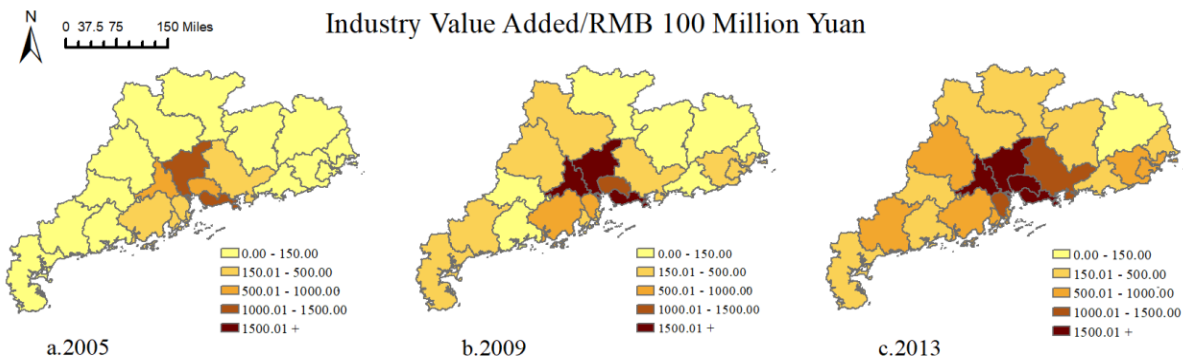 N
0 37.5 75 150 Miles
Industry Value Added/RMB 100 Million Yuan
0.00 - 150.00
150.01 - 500.00
500.01 - 1000.00
1000.01 - 1500.00
1500.01 +
a.2005
0.00 - 150.00
150.01 - 500.00
500.01 - 1000.00
1000.01 - 1500.00
1500.01 +
b.2009
0.00 - 150.00
150.01 - 500.00
500.01 - 1000.00
1000.01 - 1500.00
1500.01 +
c.2013